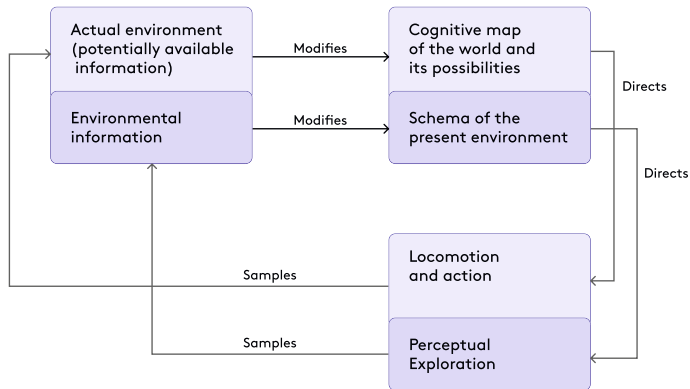 Actual environment
(potentially available
information)
Modifies
Cognitive map
of the world and
its possibilities
Directs
Environmental
information
Modifies
Schema of the
present environment
Directs
Locomotion
and action
Samples
Samples
Perceptual
Exploration